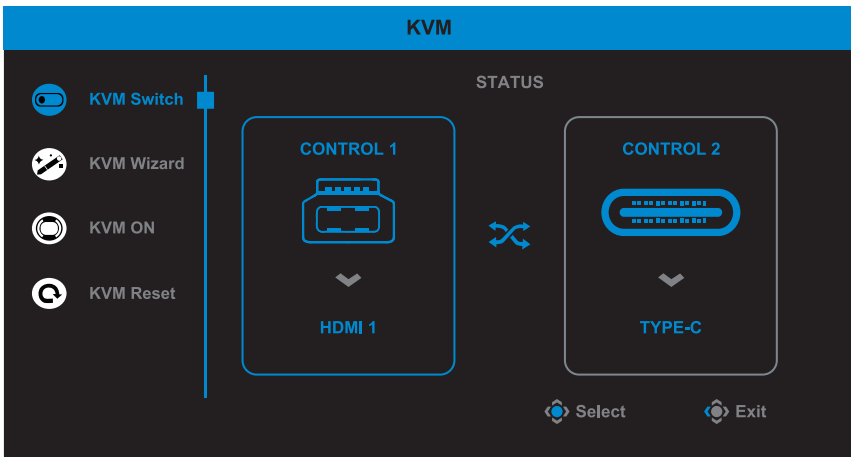 KVM
STATUS
KVM Switch
KVM Wizard
KVM ON
KVM Reset
CONTROL 1
HDMI 1
CONTROL 2
TYPE-C
Select
Exit